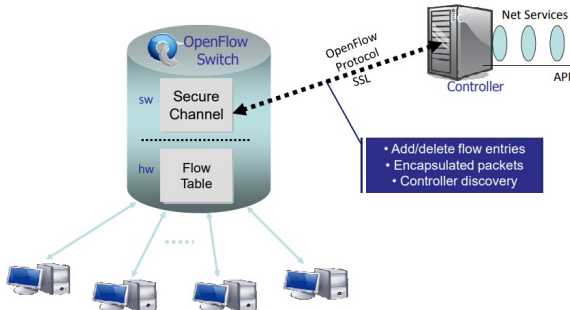 OpenFlow
Switch
sw
Secure
Channel
hw
Flow
Table
OpenFlow
Protocol
SSL
Controller
Net Services
API
• Add/delete flow entries
• Encapsulated packets
• Controller discovery